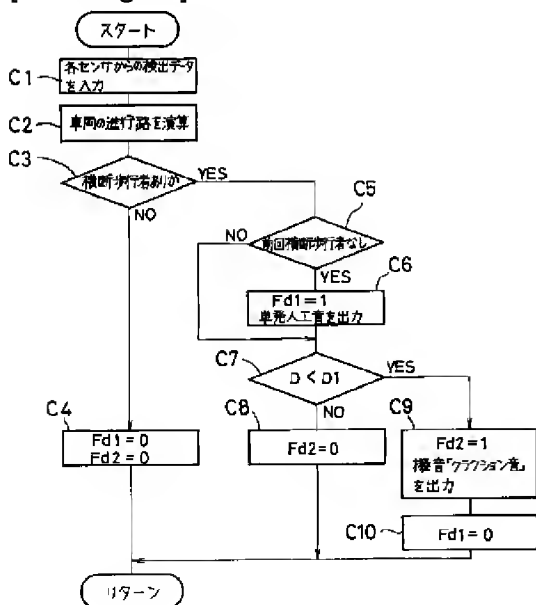 スタート
C1
各センサからの検出データ
を入力
C2
車両の進行路を演算
C3
横断歩行者ありか
YES
NO
C5
前回横断歩行者なし
NO
YES
C6
Fd1=1
単発人工音を出力
C7
D<D1
YES
NO
C4
Fd1=0
Fd2=0
C8
Fd2=0
C9
Fd2=1
擬音「クラクション音」
を出力
C10
Fd1=0
リターン